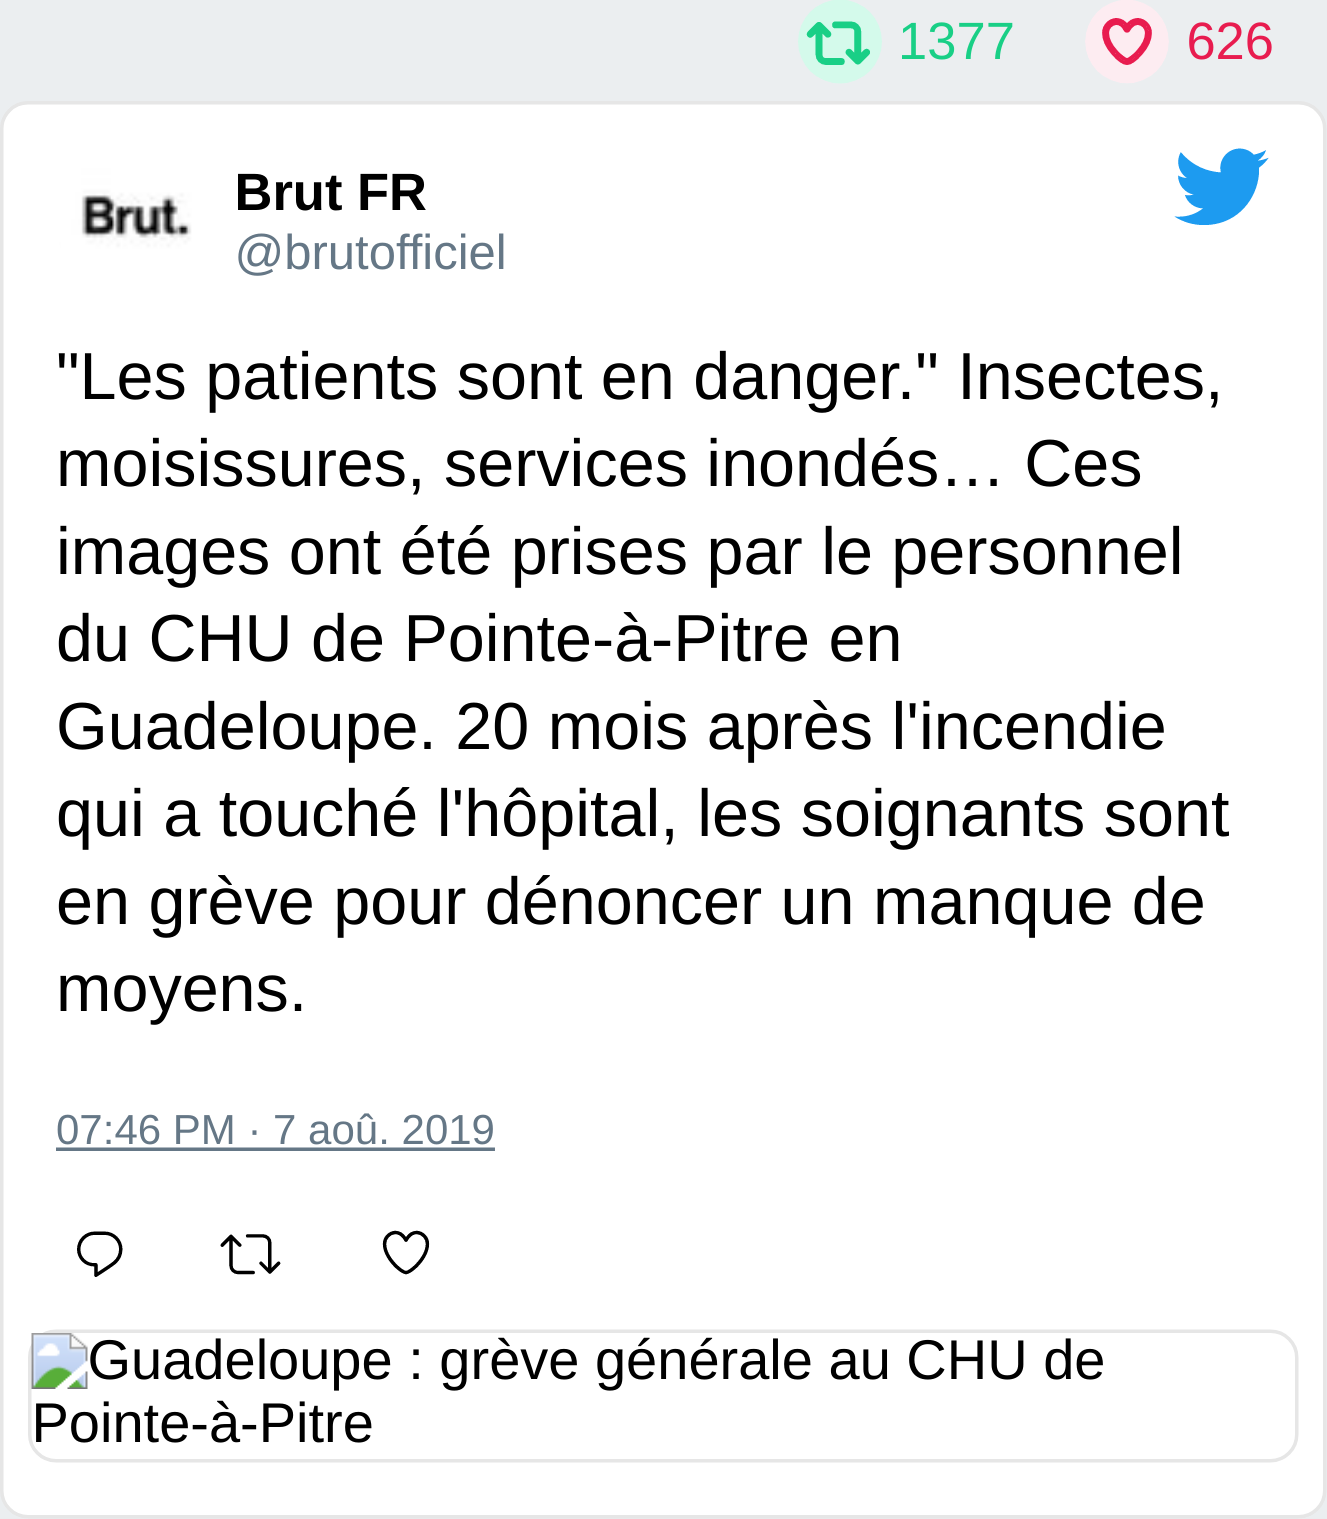 1377 626
Brut.
Brut FR
@brutofficiel
"Les patients sont en danger." Insectes,
moisissures, services inondés… Ces
images ont été prises par le personnel
du CHU de Pointe-à-Pitre en
Guadeloupe. 20 mois après l'incendie
qui a touché l'hôpital, les soignants sont
en grève pour dénoncer un manque de
moyens.
07:46 PM · 7 aoû. 2019
Guadeloupe : grève générale au CHU de
Pointe-à-Pitre